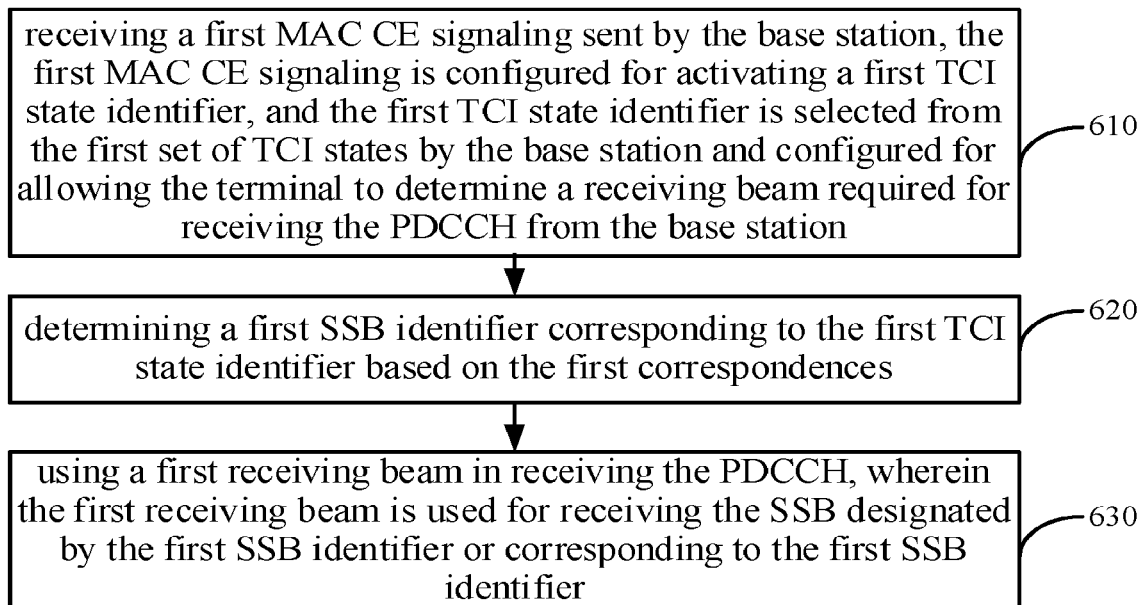 receiving a first MAC CE signaling sent by the base station, the
first MAC CE signaling is configured for activating a first TCI
state identifier, and the first TCI state identifier is selected from
the first set of TCI states by the base station and configured for
allowing the terminal to determine a receiving beam required for
receiving the PDCCH from the base station
610
determining a first SSB identifier corresponding to the first TCI
state identifier based on the first correspondences
620
using a first receiving beam in receiving the PDCCH, wherein
the first receiving beam is used for receiving the SSB designated
by the first SSB identifier or corresponding to the first SSB
identifier
630